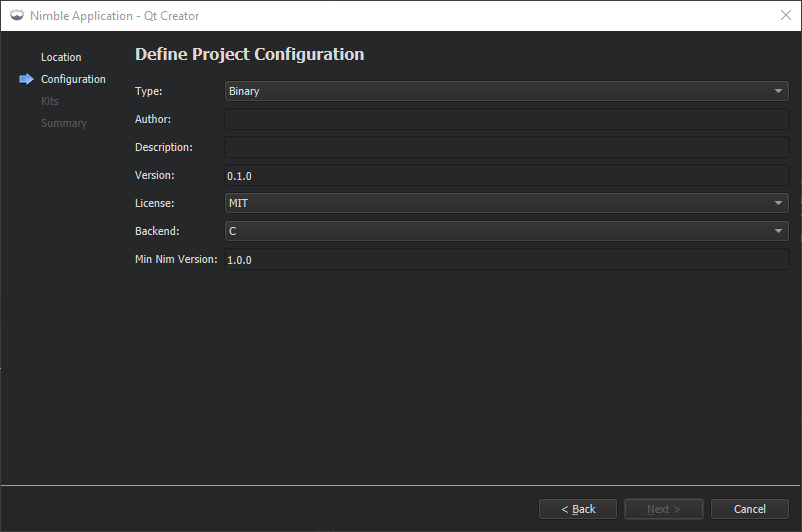 Nimble Application - Qt Creator
Location
Configuration
Kits
Summary
Define Project Configuration
Type: Binary
Author:
Description:
Version: 0.1.0
License: MIT
Backend: C
Min Nim Version: 1.0.0
< Back Next > Cancel